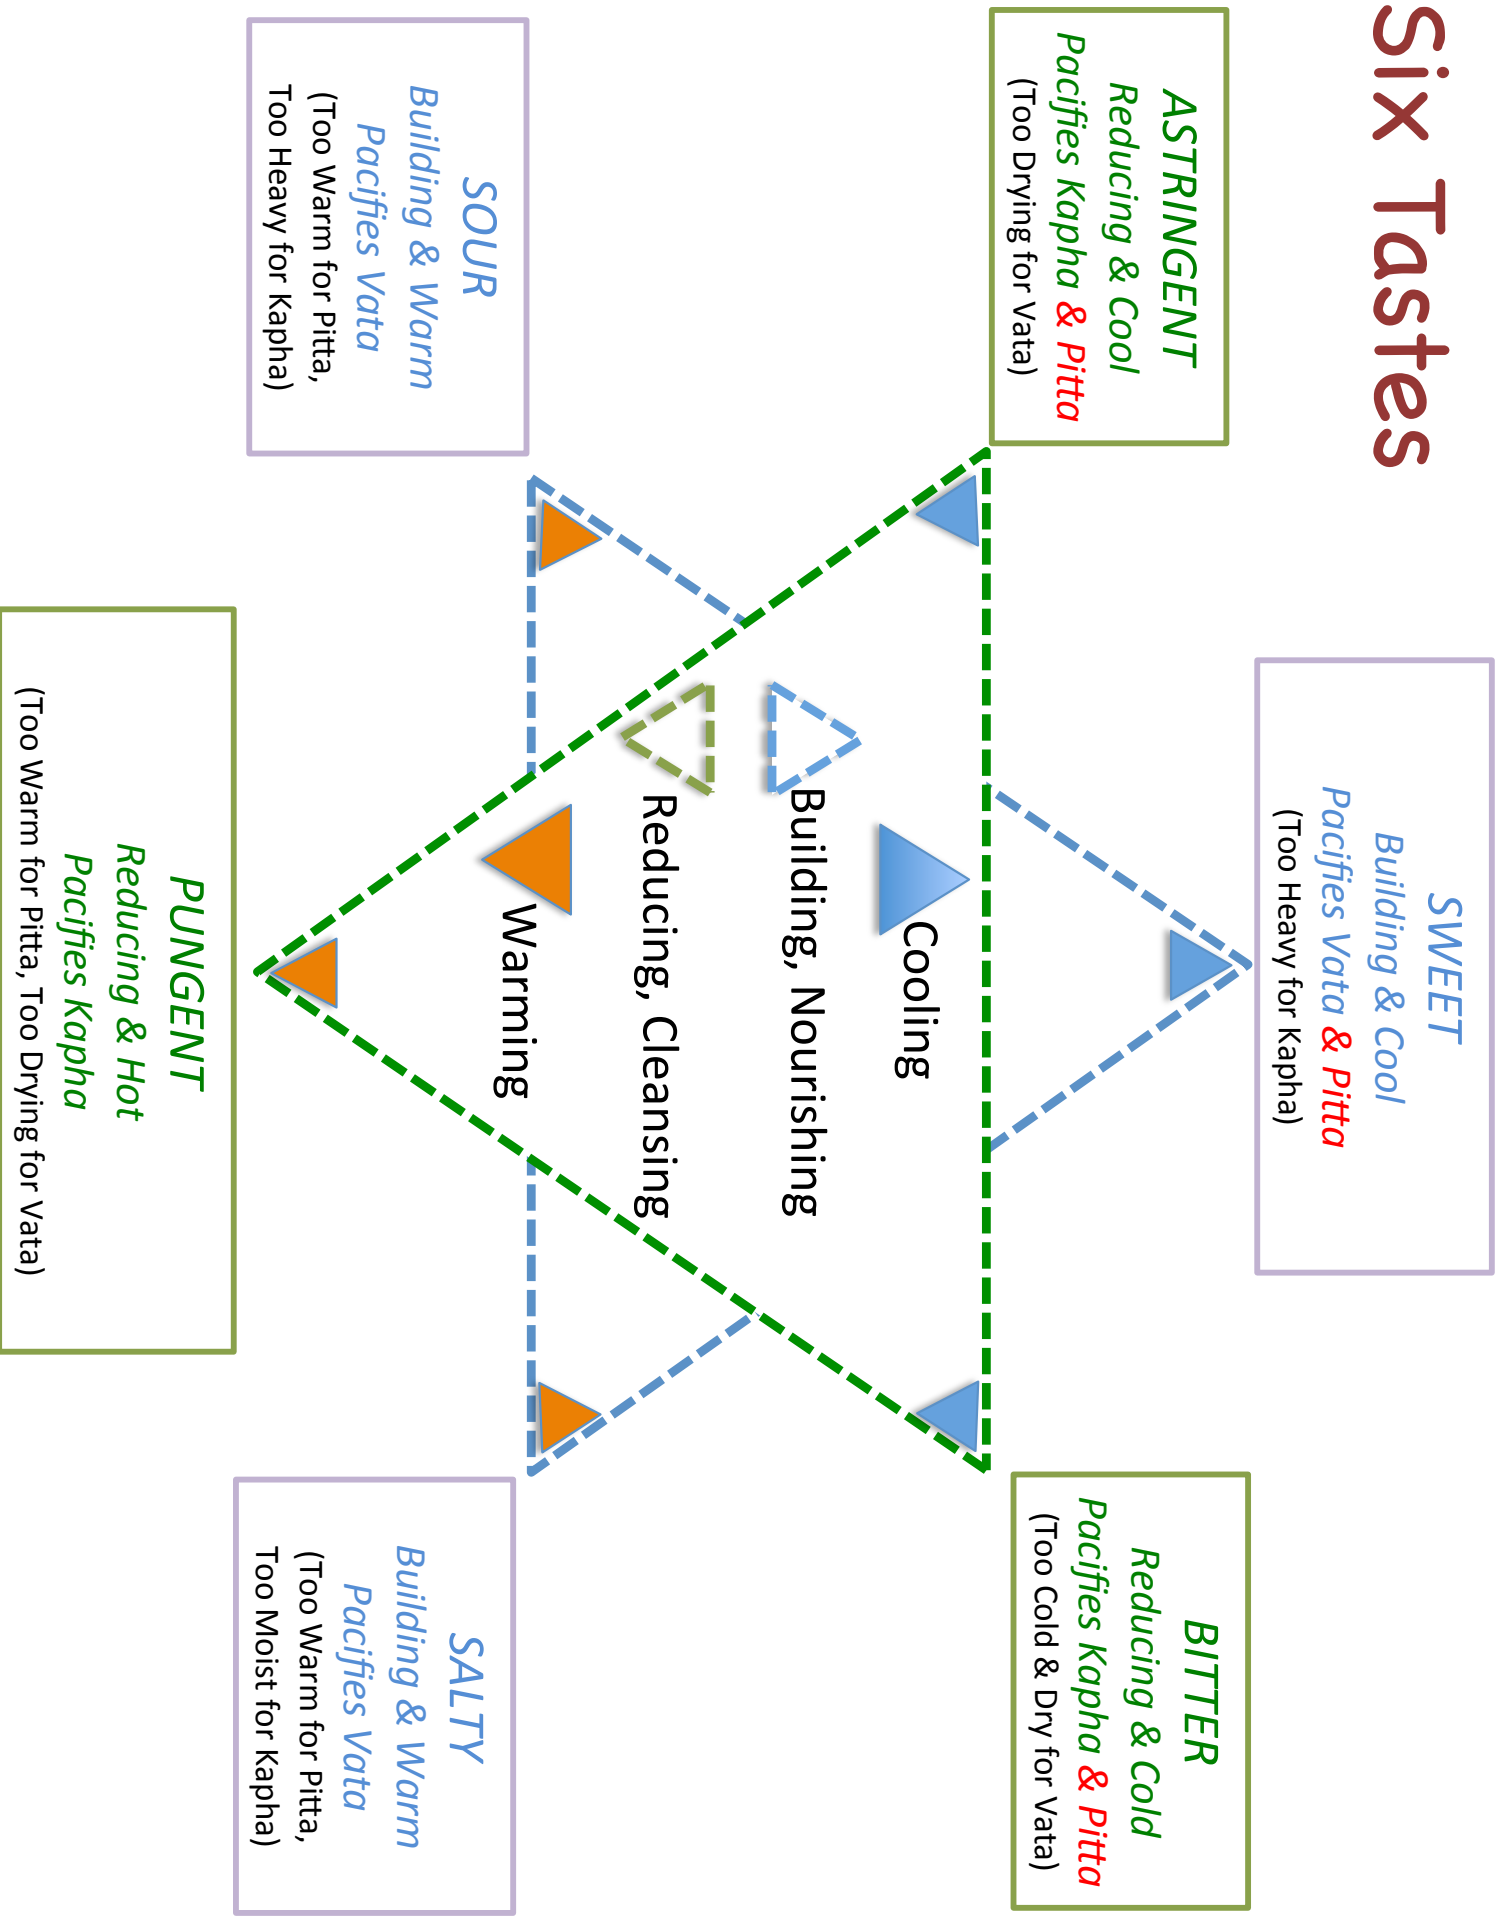 Six Tastes
SWEET
Building & Cool
Pacifies Vata & Pitta
(Too Heavy for Kapha)
ASTRINGENT
Reducing & Cool
Pacifies Kapha & Pitta
(Too Drying for Vata)
BITTER
Reducing & Cold
Pacifies Kapha & Pitta
(Too Cold & Dry for Vata)
Cooling
Building, Nourishing
Reducing, Cleansing
Warming
SOUR
Building & Warm
Pacifies Vata
(Too Warm for Pitta,
Too Heavy for Kapha)
SALTY
Building & Warm
Pacifies Vata
(Too Warm for Pitta,
Too Moist for Kapha)
PUNGENT
Reducing & Hot
Pacifies Kapha
(Too Warm for Pitta, Too Drying for Vata)